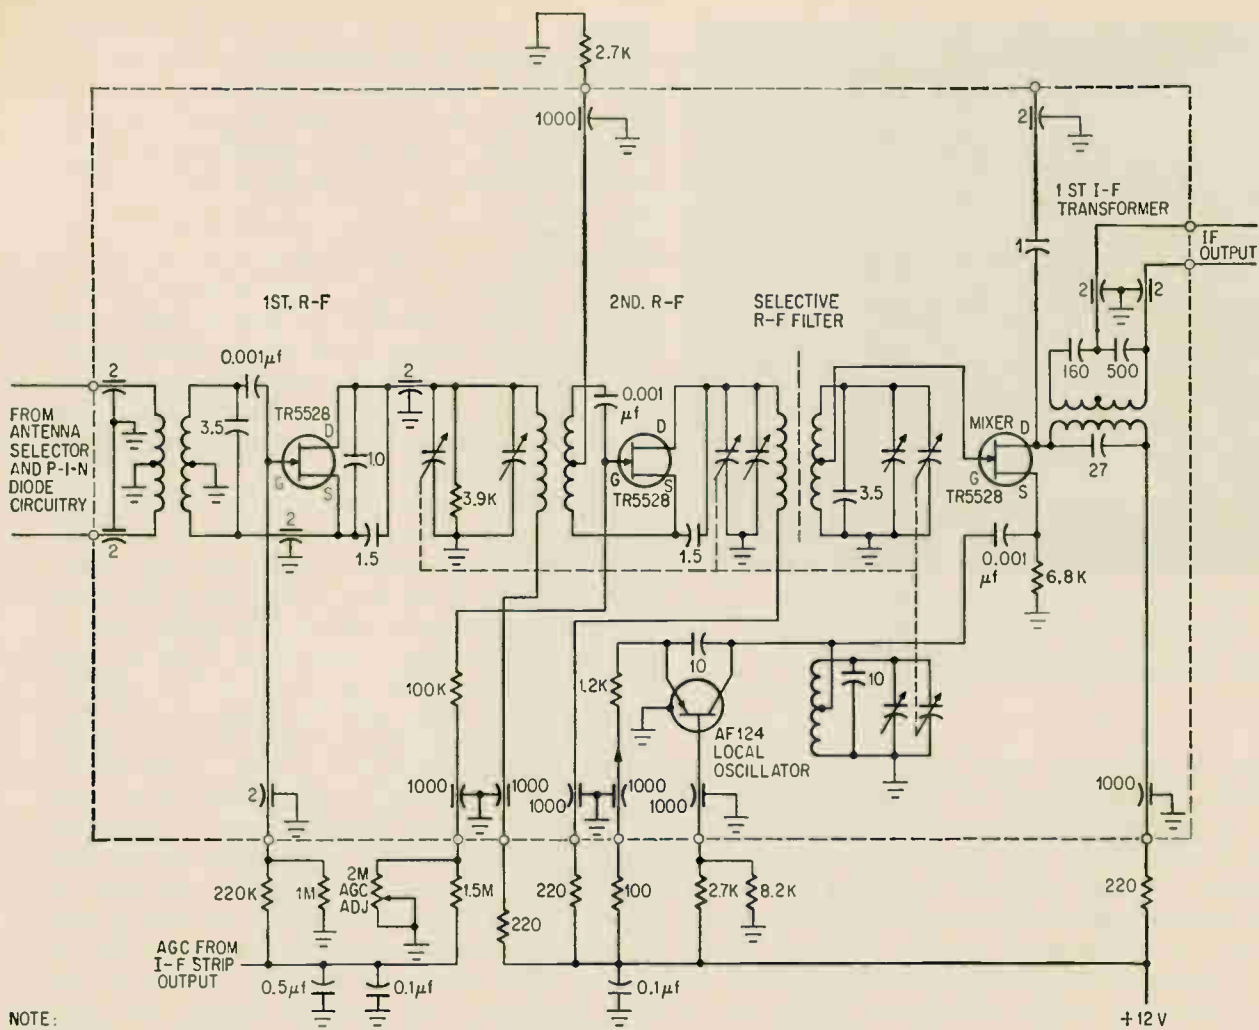 2.7K
1000
2
1 ST I-F
TRANSFORMER
IF
OUTPUT
1
2
2
1ST. R-F
2ND. R-F
SELECTIVE
R-F FILTER
160
500
0.001μf
2
2
0.001
μf
FROM
ANTENNA
SELECTOR
AND P-I-N
DIODE
CIRCUITRY
3.5
TR5528
D
G
S
1.0
3.9K
D
G
S
TR5528
MIXER D
G
S
TR5528
27
3.5
2
2
1.5
1.5
0.001
μf
6.8K
10
100K
1.2K
10
AF124
LOCAL
OSCILLATOR
2
1000
1000
1000
1000
1000
1000
220K
1M
2M
AGC
ADJ
1.5M
220
220
100
2.7K
8.2K
220
AGC FROM
I-F STRIP
OUTPUT
0.5μf
0.1μf
0.1μf
NOTE:
+12V